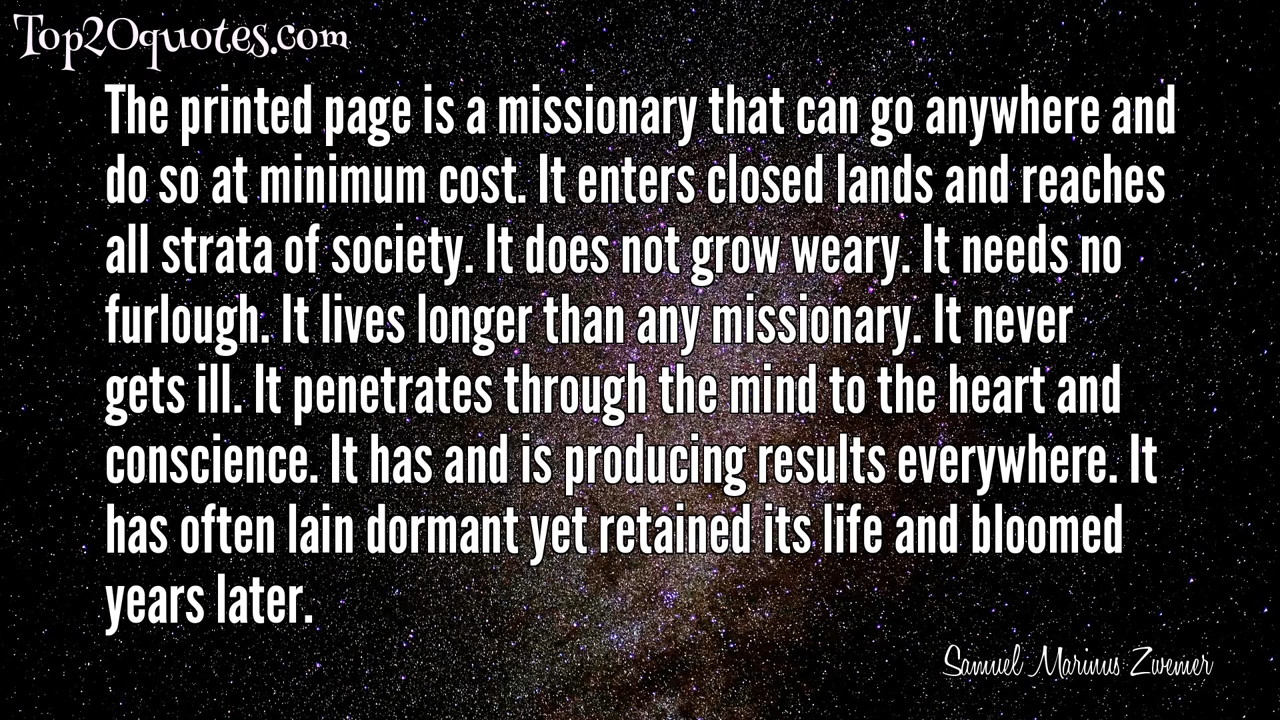 Top20quotes.com
The printed page is a missionary that can go anywhere and
do so at minimum cost. It enters closed lands and reaches
all strata of society. It does not grow weary. It needs no
furlough. It lives longer than any missionary. It never
gets ill. It penetrates through the mind to the heart and
conscience. It has and is producing results everywhere. It
has often lain dormant yet retained its life and bloomed
years later.
Samuel Marinus Zwemer